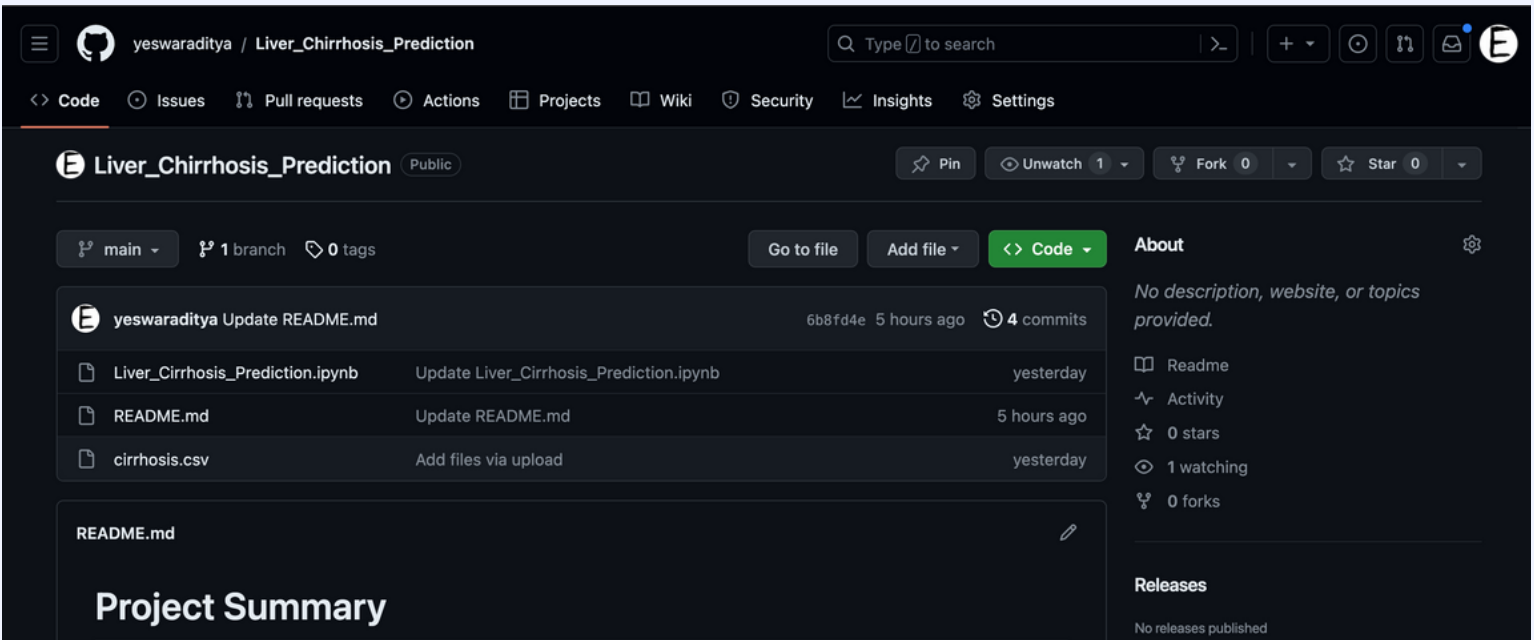 yeswaraditya / Liver_Chirrhosis_Prediction
Type / to search
Code Issues Pull requests Actions Projects Wiki Security Insights Settings
E Liver_Chirrhosis_Prediction Public
Pin Unwatch 1 Fork 0 Star 0
main 1 branch 0 tags
Go to file Add file <> Code
E yeswaraditya Update README.md 6b8fd4e 5 hours ago 4 commits
Liver_Cirrhosis_Prediction.ipynb Update Liver_Cirrhosis_Prediction.ipynb yesterday
README.md Update README.md 5 hours ago
cirrhosis.csv Add files via upload yesterday
README.md
Project Summary
About
No description, website, or topics
provided.
Readme
Activity
0 stars
1 watching
0 forks
Releases
No releases published